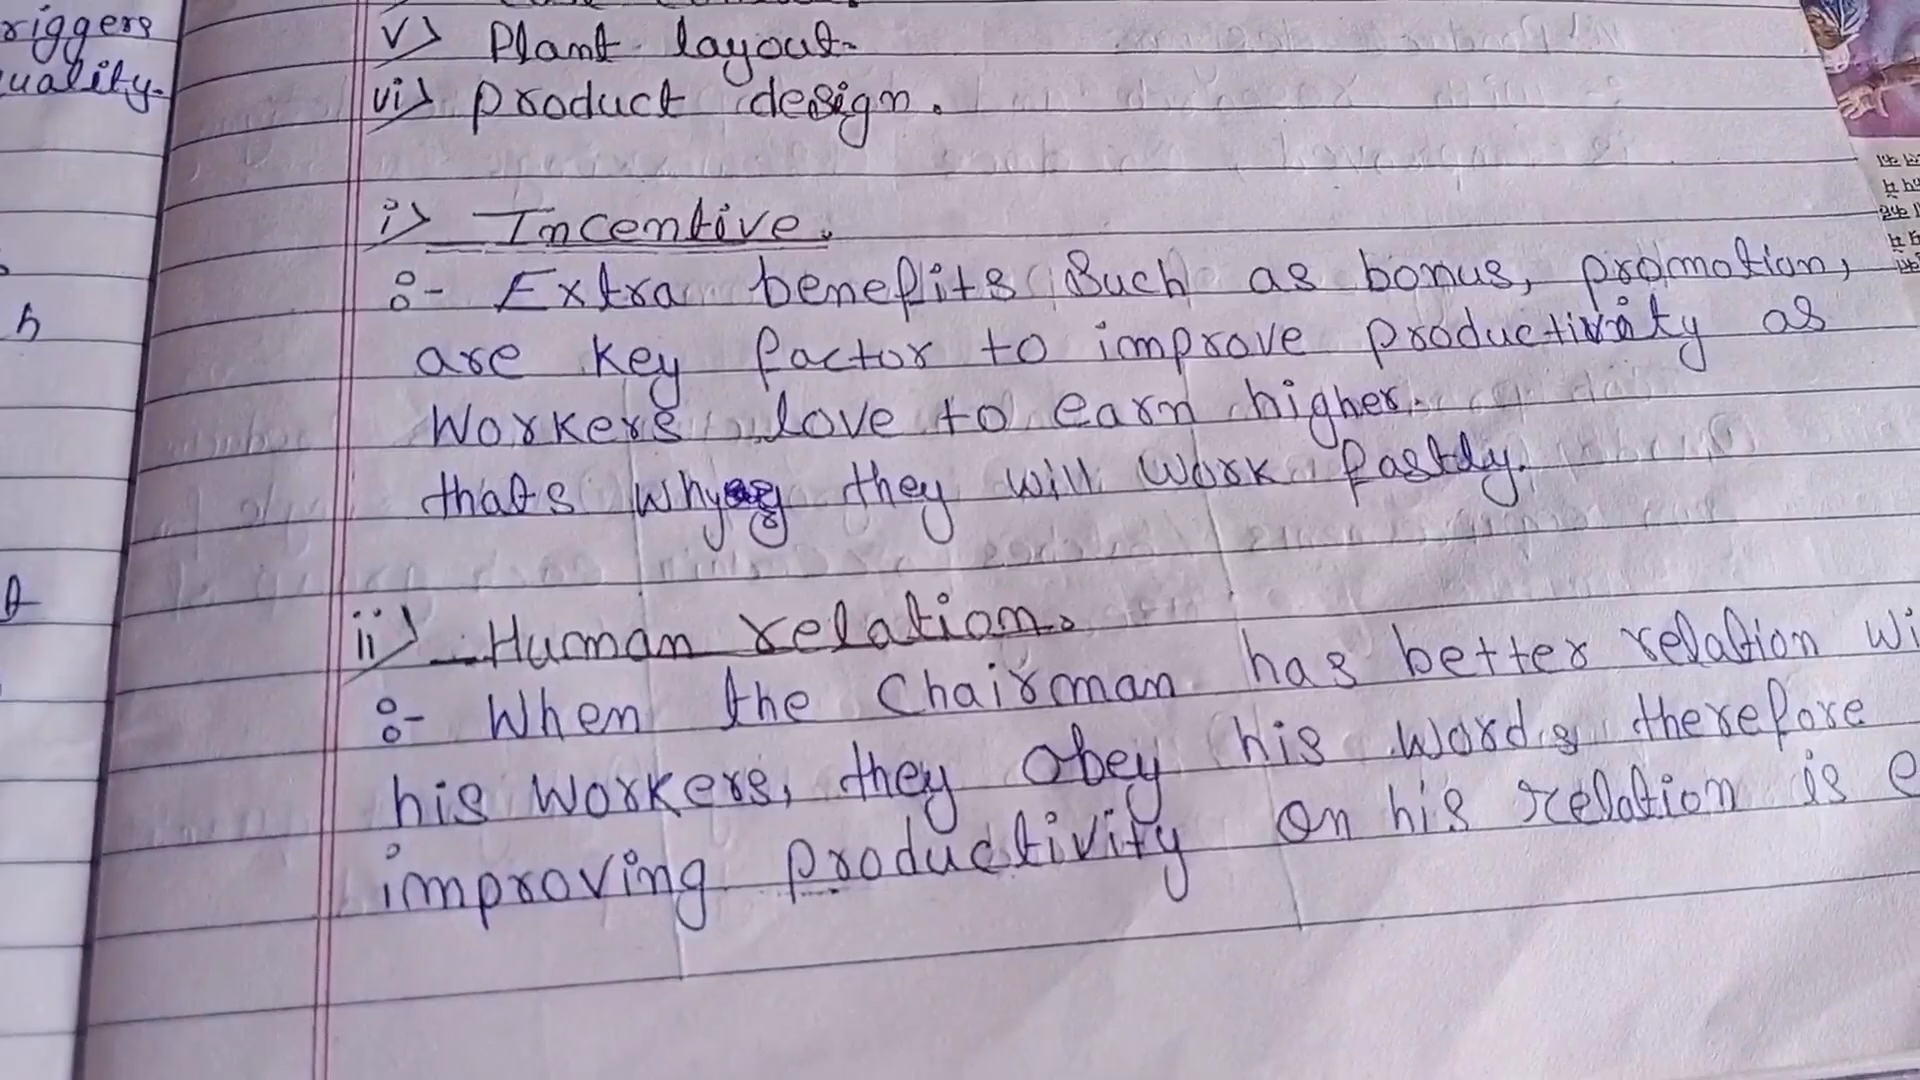 riggers
uality.
v> Plant layout.
vi> product design.
i> Incentive.
:- Extra benefits Such as bonus, promotion,
are key factor to improve productivity as
Workers love to earn higher.
thats why they will work fastly.
ii> Human relation.
:- When the Chairman has better relation wi
his workers, they obey his words therefore
improving productivity on his relation is e